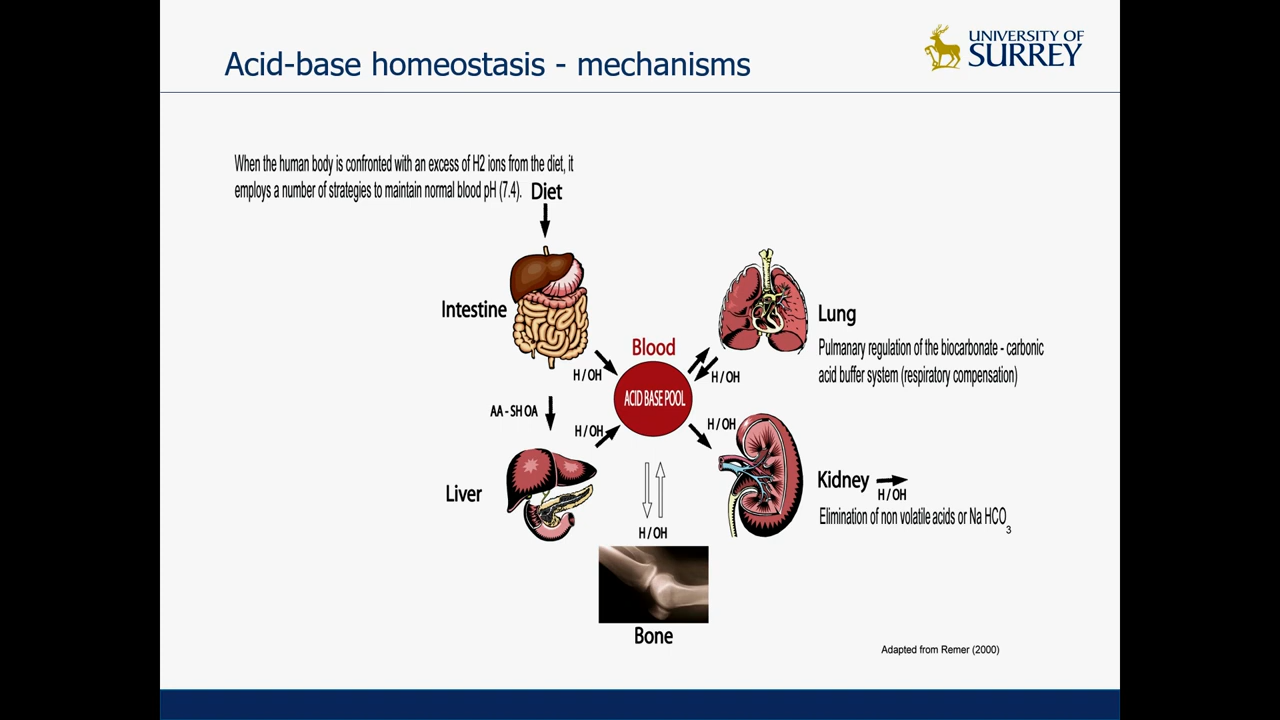 Acid-base homeostasis - mechanisms
UNIVERSITY OF
SURREY
When the human body is confronted with an excess of H2 ions from the diet, it
employs a number of strategies to maintain normal blood pH (7.4).
Diet
Intestine
Lung
Pulmanary regulation of the biocarbonate - carbonic
acid buffer system (respiratory compensation)
Blood
H / OH
H / OH
ACID BASE POOL
AA - SH OA
H / OH
H / OH
Liver
Kidney
H / OH
Elimination of non volatile acids or Na HCO3
H / OH
Bone
Adapted from Remer (2000)